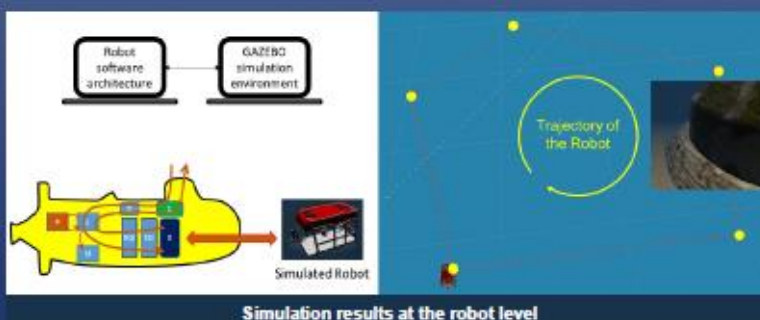 Robot
software
architecture
GAZEBO
simulation
environment
Simulated Robot
Trajectory of
the Robot
Simulation results at the robot level